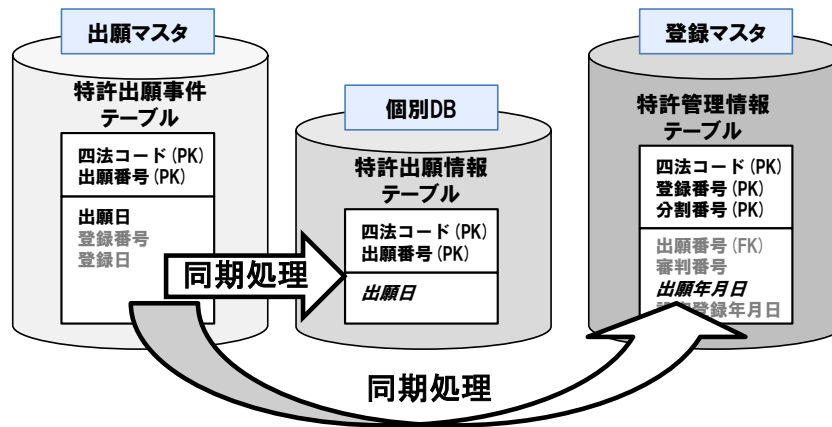 出願マスタ
特許出願事件
テーブル
四法コード(PK)
出願番号(PK)
出願日
登録番号
登録日
同期処理
個別DB
特許出願情報
テーブル
四法コード(PK)
出願番号(PK)
出願日
登録マスタ
特許管理情報
テーブル
四法コード(PK)
登録番号(PK)
分割番号(PK)
出願番号(FK)
審判番号
出願年月日
登録年月日
同期処理